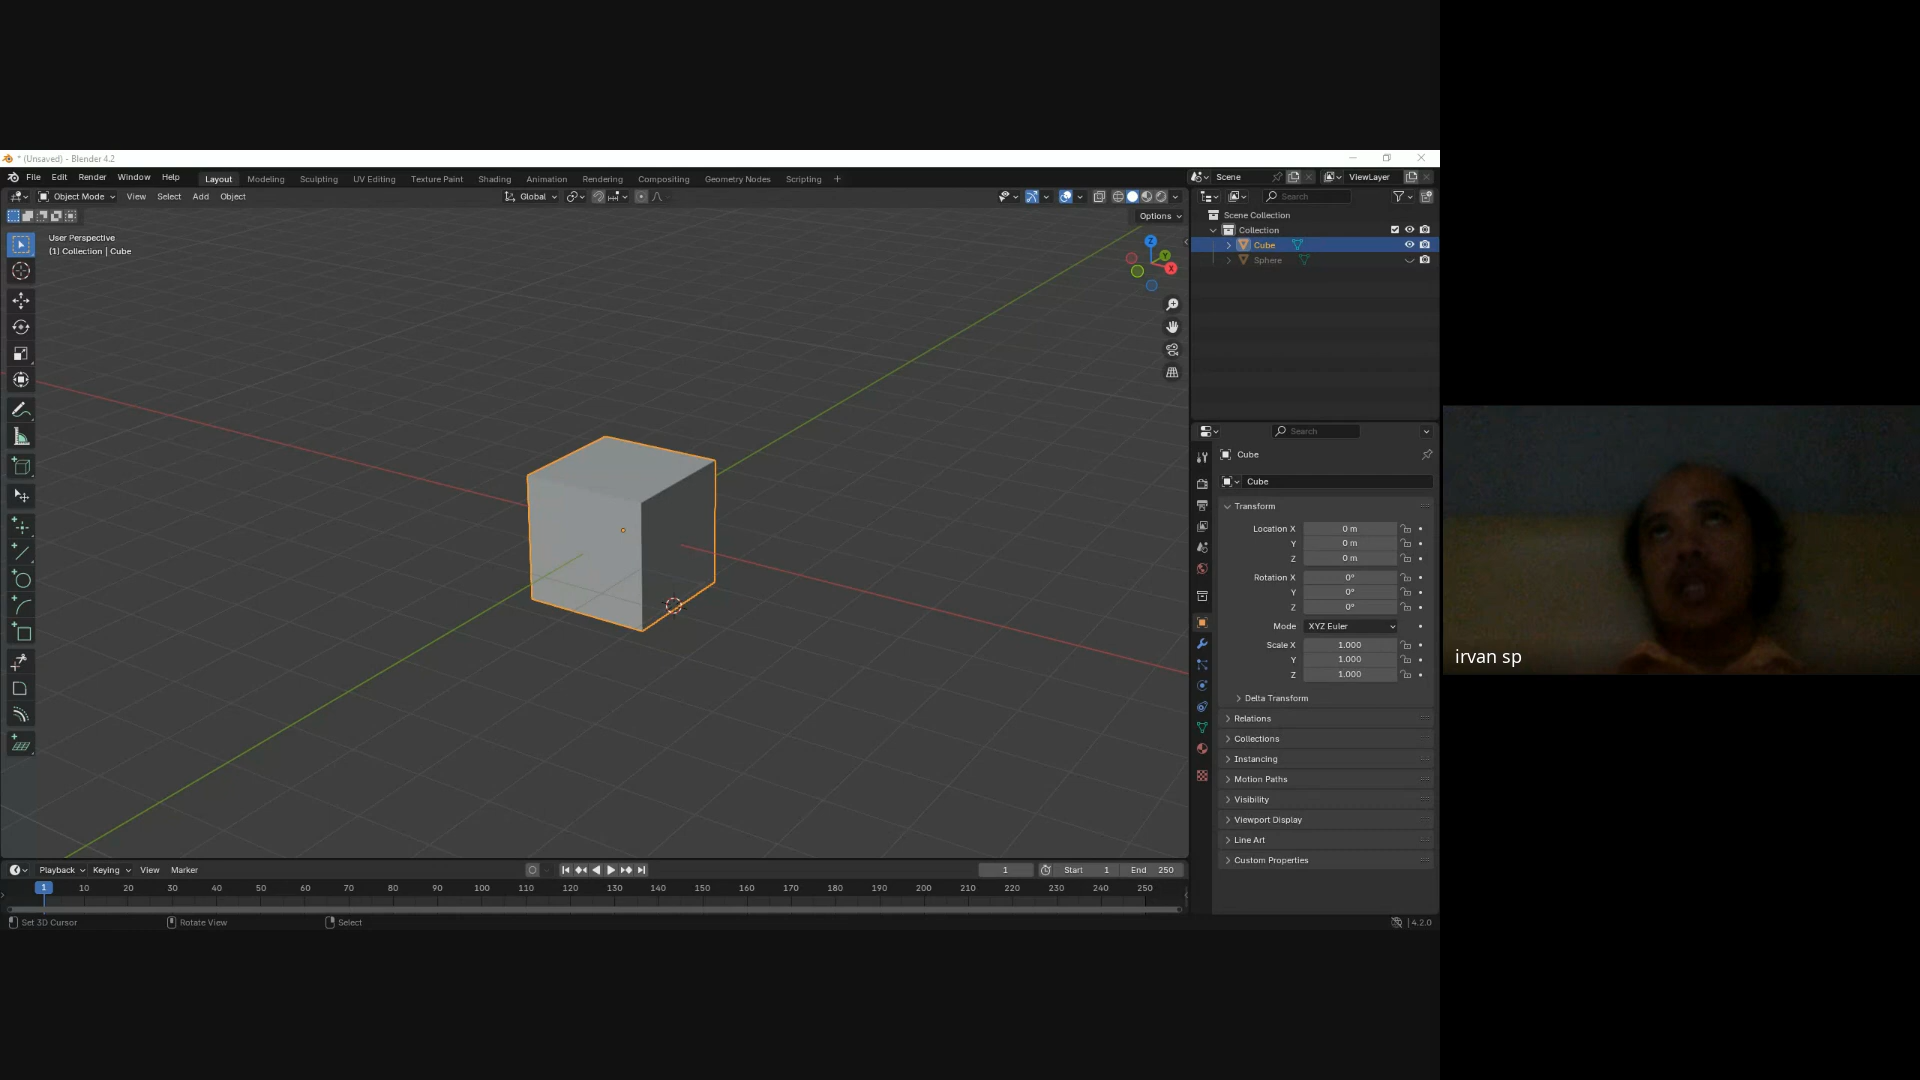 * (Unsaved) - Blender 4.2
File Edit Render Window Help Layout Modeling Sculpting UV Editing Texture Paint Shading Animation Rendering Compositing Geometry Nodes Scripting + Scene ViewLayer
Object Mode View Select Add Object Global Search
Options
User Perspective
(1) Collection | Cube
Z
Y
X
Scene Collection
Collection
Cube
Sphere
Search
Cube
Cube
Transform
Location X 0 m
Y 0 m
Z 0 m
Rotation X 0°
Y 0°
Z 0°
Mode XYZ Euler
Scale X 1.000
Y 1.000
Z 1.000
Delta Transform
Relations
Collections
Instancing
Motion Paths
Visibility
Viewport Display
Line Art
Custom Properties
Playback Keying View Marker 1 Start 1 End 250
1 10 20 30 40 50 60 70 80 90 100 110 120 130 140 150 160 170 180 190 200 210 220 230 240 250
Set 3D Cursor Rotate View Select 4.2.0
irvan sp